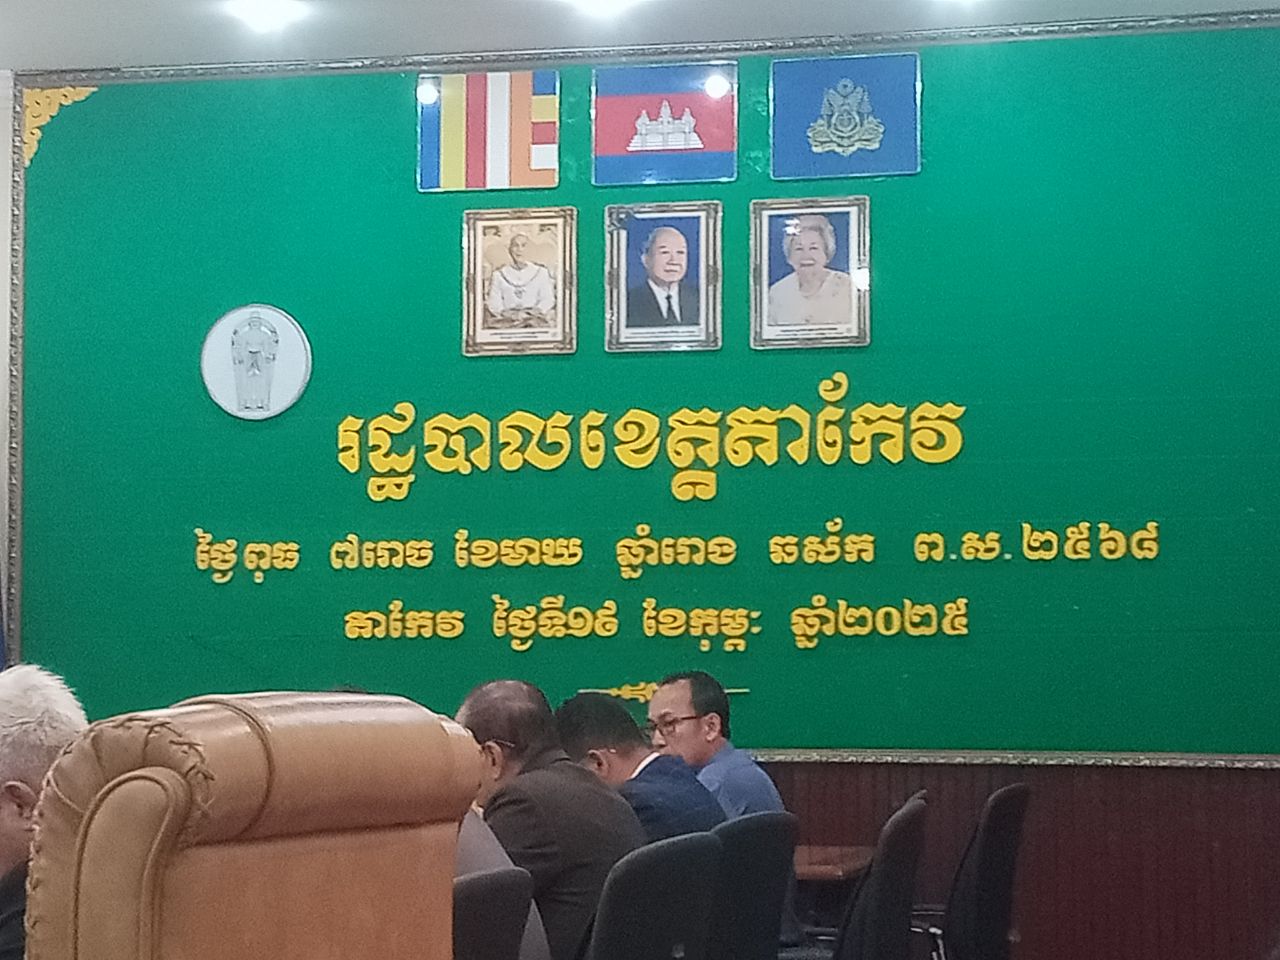 រដ្ឋបាលខេត្តតាកែវ
ថ្ងៃពុធ ៧រោច ខែមាឃ ឆ្នាំរោង ឆស័ក ព.ស.២៥៦៨
តាកែវ ថ្ងៃទី១៩ ខែកុម្ភៈ ឆ្នាំ២០២៥